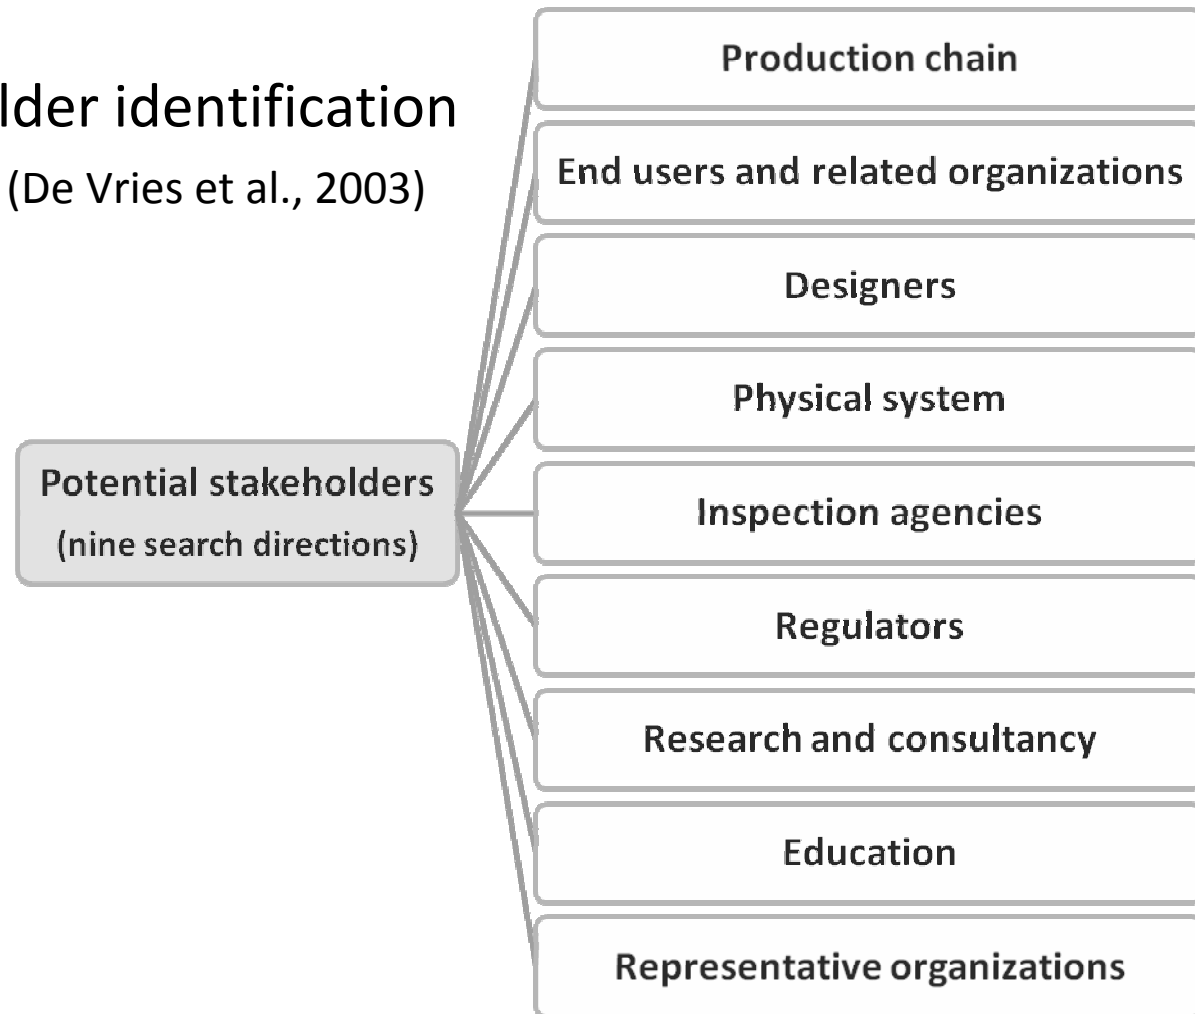 lder identification
(De Vries et al., 2003)
Potential stakeholders
(nine search directions)
Production chain
End users and related organizations
Designers
Physical system
Inspection agencies
Regulators
Research and consultancy
Education
Representative organizations